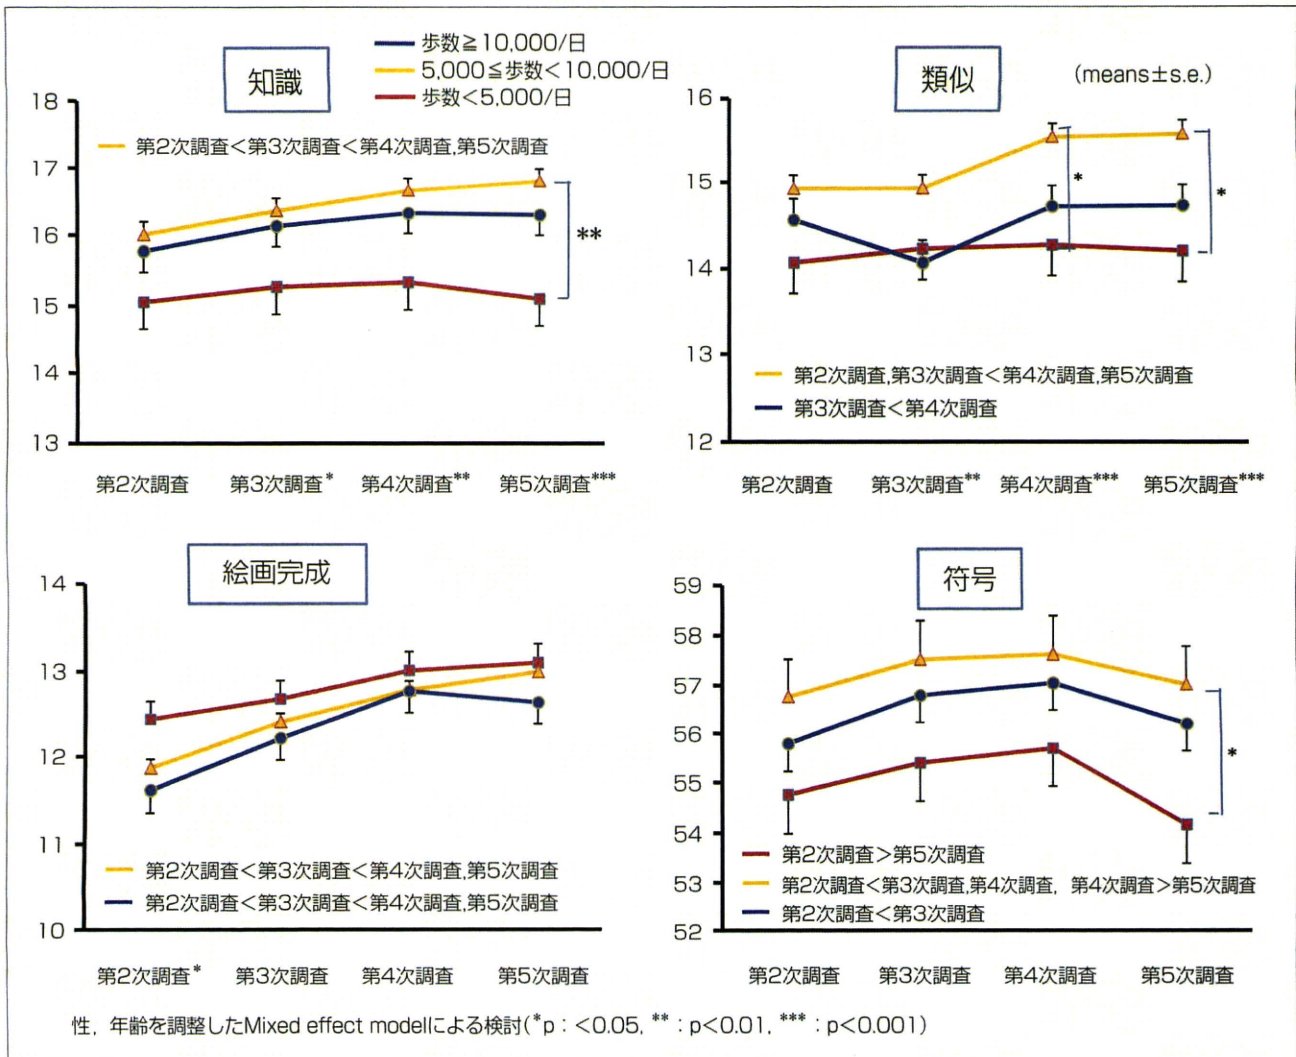 歩数≧10,000/日
5,000≦歩数<10,000/日
歩数<5,000/日
知識
18
17
16
15
14
13
第2次調査<第3次調査<第4次調査,第5次調査
**
第2次調査 第3次調査* 第4次調査** 第5次調査***
類似
(means±s.e.)
16
15
14
13
12
*
*
第2次調査,第3次調査<第4次調査,第5次調査
第3次調査<第4次調査
第2次調査 第3次調査** 第4次調査*** 第5次調査***
絵画完成
14
13
12
11
10
第2次調査<第3次調査<第4次調査,第5次調査
第2次調査<第3次調査<第4次調査,第5次調査
第2次調査* 第3次調査 第4次調査 第5次調査
符号
59
58
57
56
55
54
53
52
*
第2次調査>第5次調査
第2次調査<第3次調査,第4次調査, 第4次調査>第5次調査
第2次調査<第3次調査
第2次調査 第3次調査 第4次調査 第5次調査
性, 年齢を調整したMixed effect modelによる検討(*p:<0.05, **:p<0.01, ***:p<0.001)